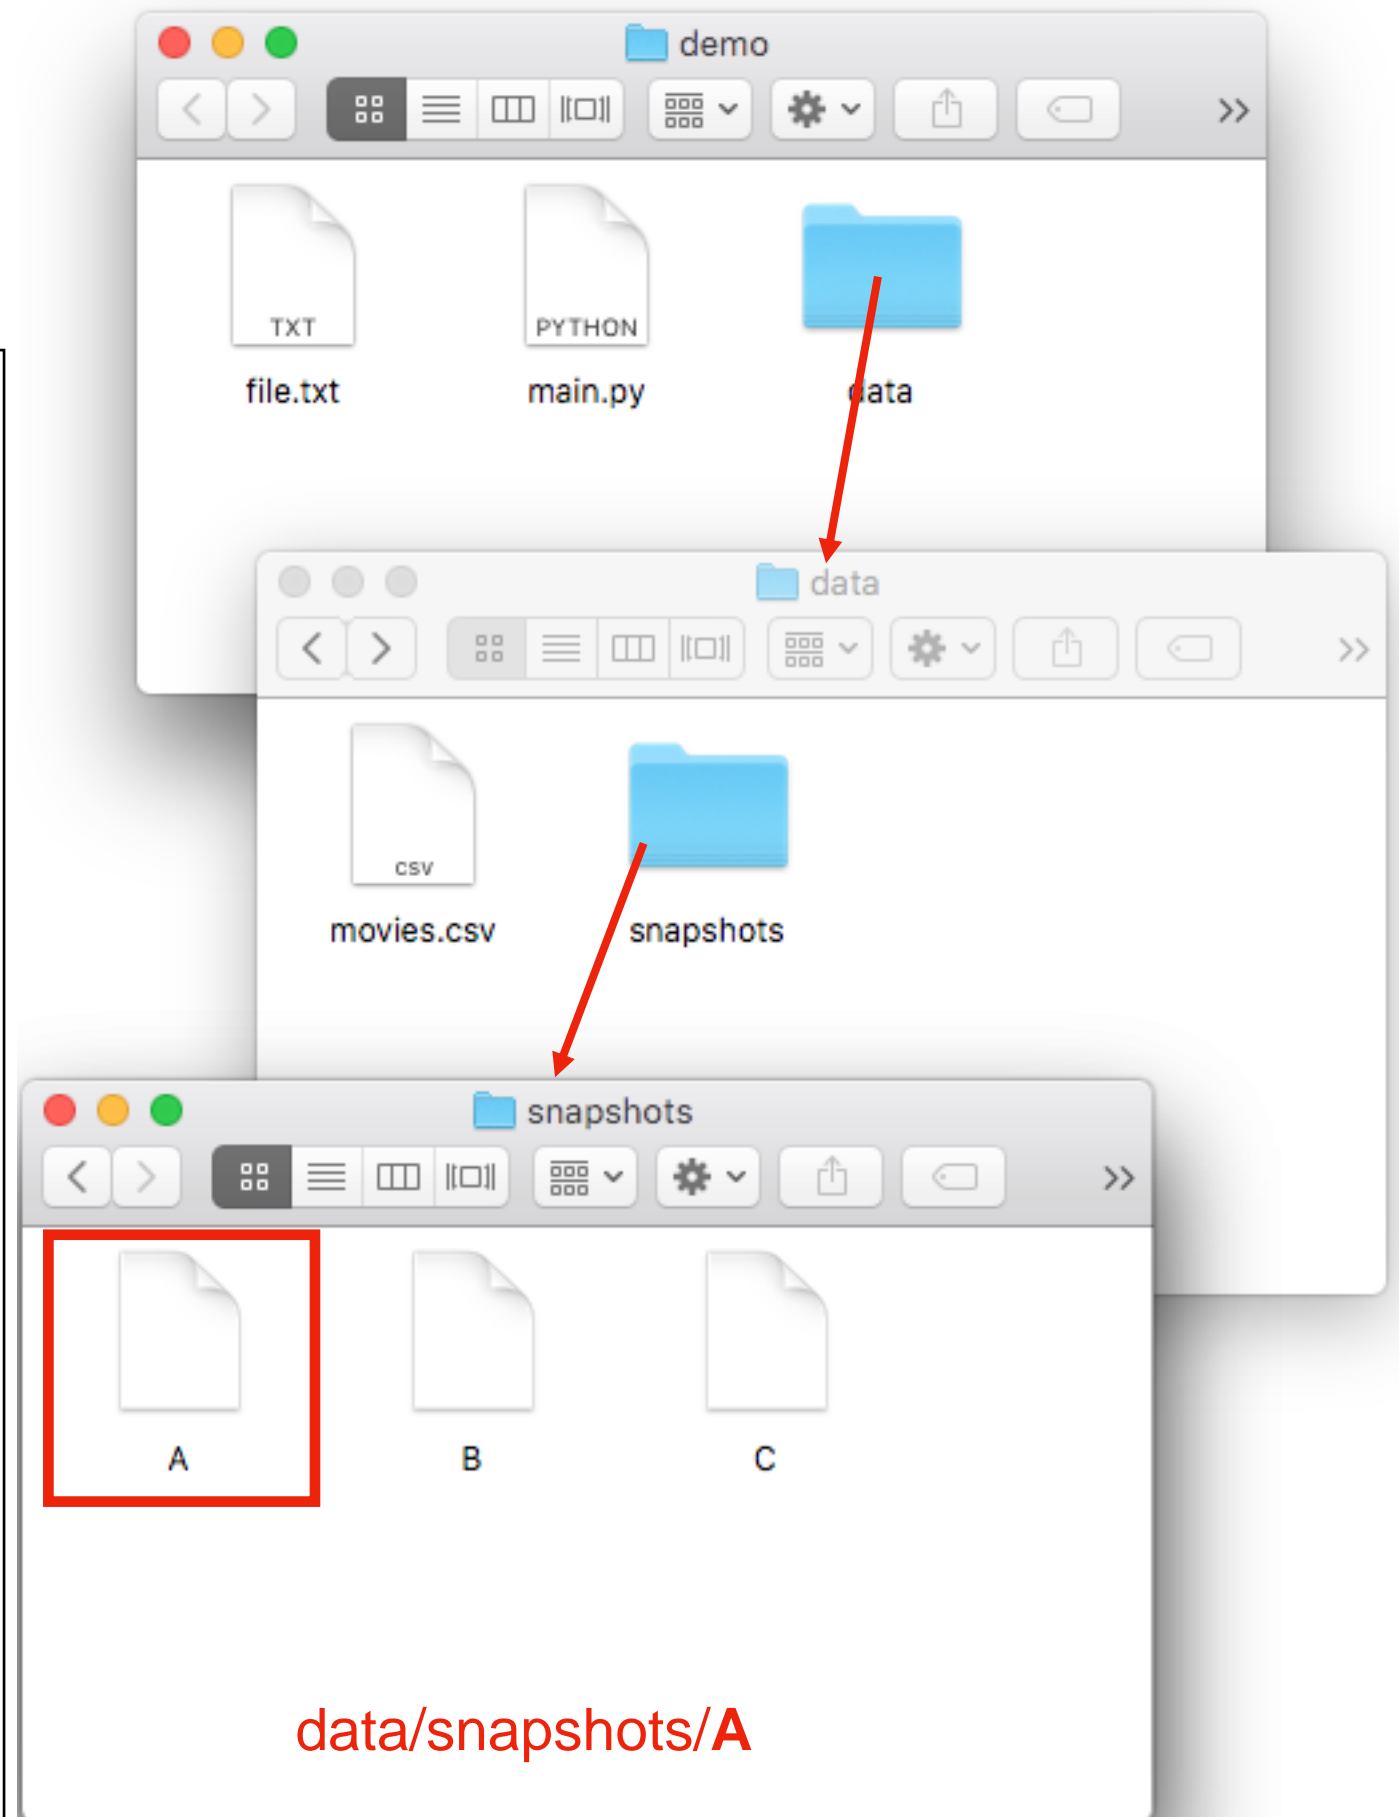 demo
TXT
PYTHON
file.txt
main.py
data
data
CSV
movies.csv
snapshots
snapshots
A
B
C
data/snapshots/A